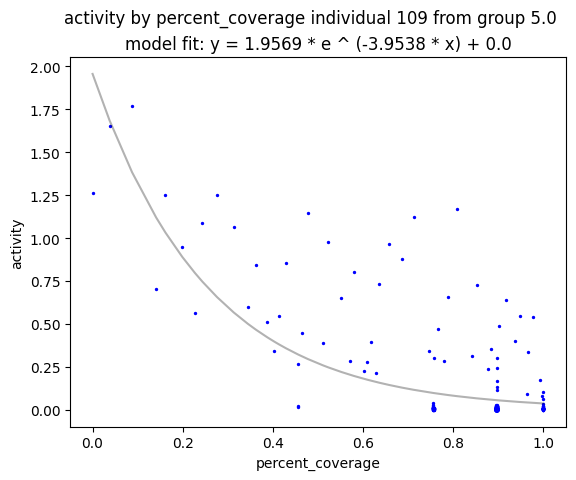 activity by percent_coverage individual 109 from group 5.0
model fit: y = 1.9569 * e ^ (-3.9538 * x) + 0.0
2.00
1.75
1.50
1.25
1.00
0.75
0.50
0.25
0.00
activity
0.0 0.2 0.4 0.6 0.8 1.0
percent_coverage